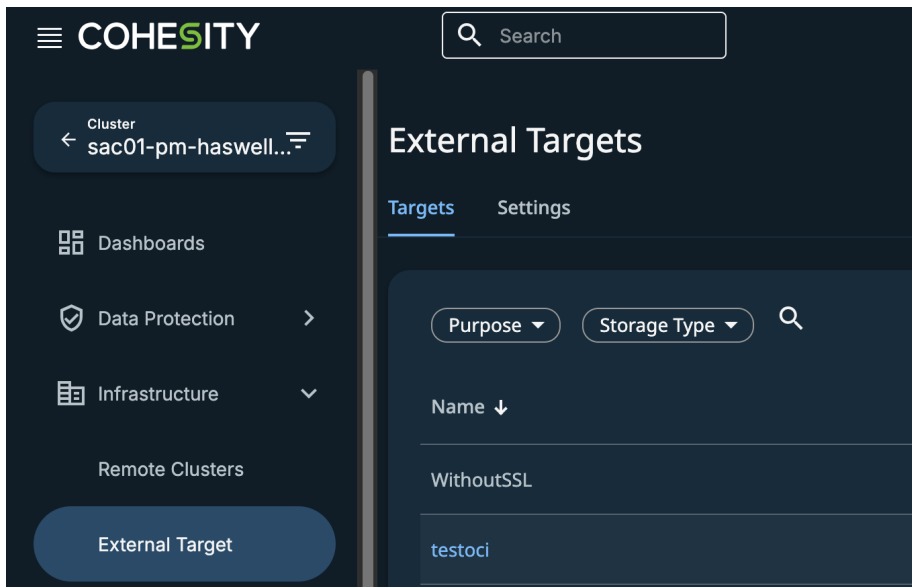 COHESITY
Search
Cluster
sac01-pm-haswell...
Dashboards
Data Protection
Infrastructure
Remote Clusters
External Target
External Targets
Targets
Settings
Purpose
Storage Type
Name
WithoutSSL
testoci